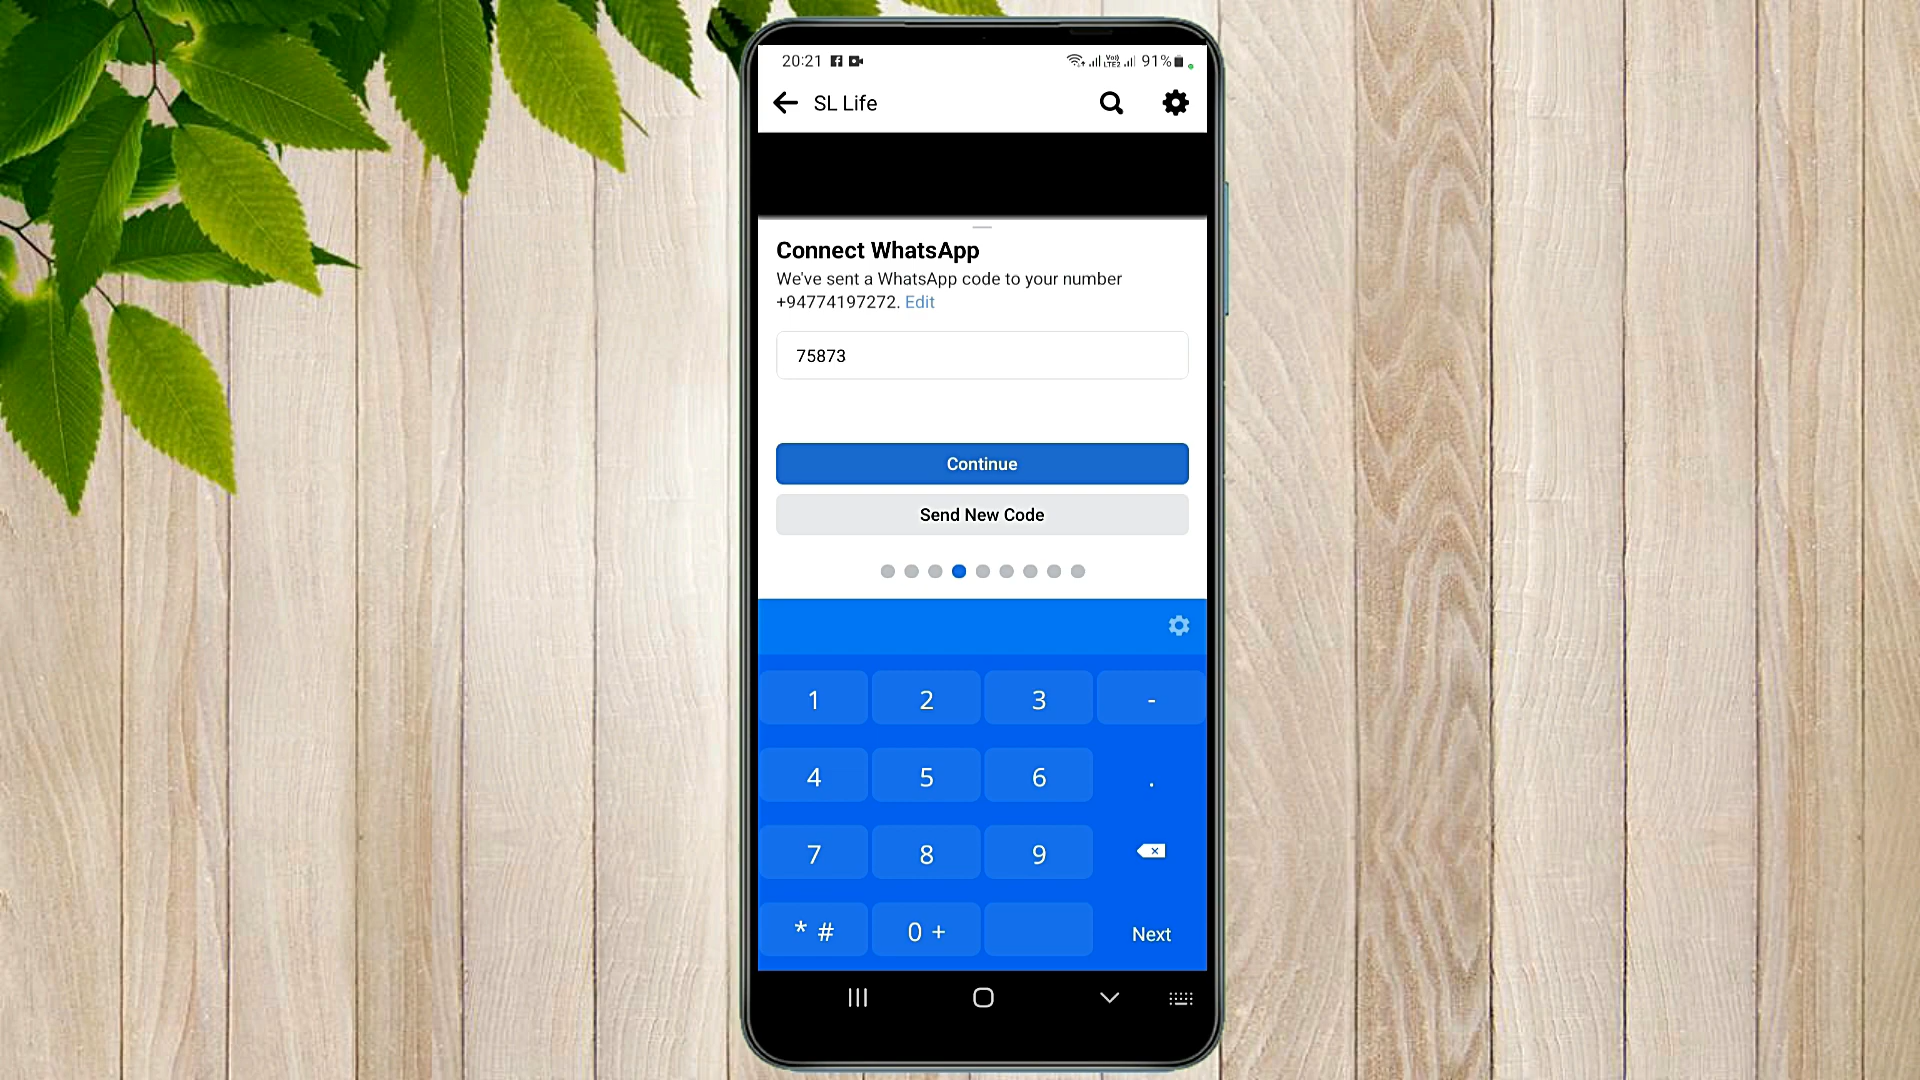 20:21 91%
SL Life
Connect WhatsApp
We've sent a WhatsApp code to your number
+94774197272. Edit
75873
Continue
Send New Code
1 2 3 -
4 5 6 .
7 8 9
* # 0 + Next